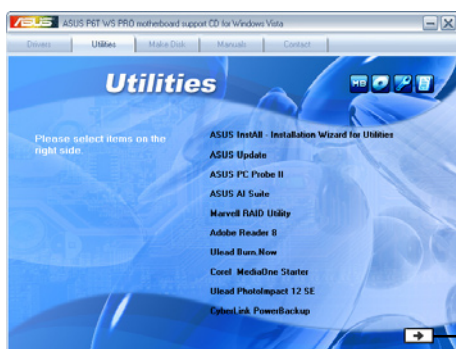 ASUS ASUS P6T WS PRO motherboard support CD for Windows Vista
Drivers Utilities Make Disk Manuals Contact
Utilities
MB
Please select items on the
right side.
ASUS InstAll - Installation Wizard for Utilities
ASUS Update
ASUS PC Probe II
ASUS AI Suite
Marvell RAID Utility
Adobe Reader 8
Ulead Burn.Now
Corel MediaOne Starter
Ulead PhotoImpact 12 SE
CyberLink PowerBackup